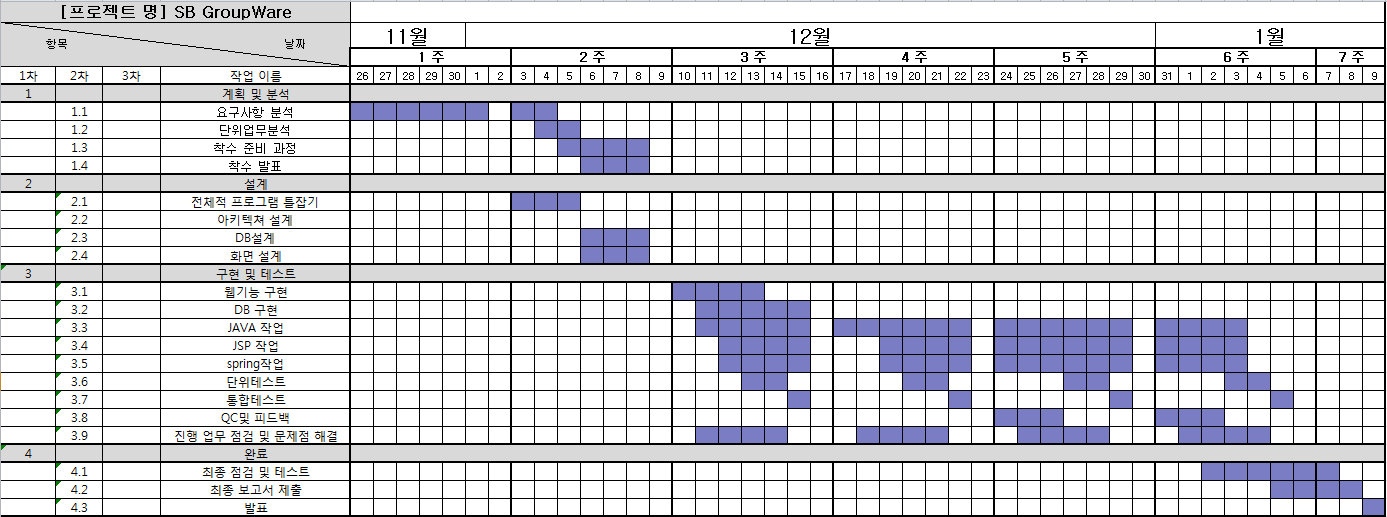 [프로젝트 명] SB GroupWare
항목 날짜 11월 12월 1월
1 주 2 주 3 주 4 주 5 주 6 주 7 주
1차 2차 3차 작업 이름 26 27 28 29 30 1 2 3 4 5 6 7 8 9 10 11 12 13 14 15 16 17 18 19 20 21 22 23 24 25 26 27 28 29 30 31 1 2 3 4 5 6 7 8 9
1 계획 및 분석
1.1 요구사항 분석
1.2 단위업무분석
1.3 착수 준비 과정
1.4 착수 발표
2 설계
2.1 전체적 프로그램 틀잡기
2.2 아키텍쳐 설계
2.3 DB설계
2.4 화면 설계
3 구현 및 테스트
3.1 웹기능 구현
3.2 DB 구현
3.3 JAVA 작업
3.4 JSP 작업
3.5 spring작업
3.6 단위테스트
3.7 통합테스트
3.8 QC및 피드백
3.9 진행 업무 점검 및 문제점 해결
4 완료
4.1 최종 점검 및 테스트
4.2 최종 보고서 제출
4.3 발표